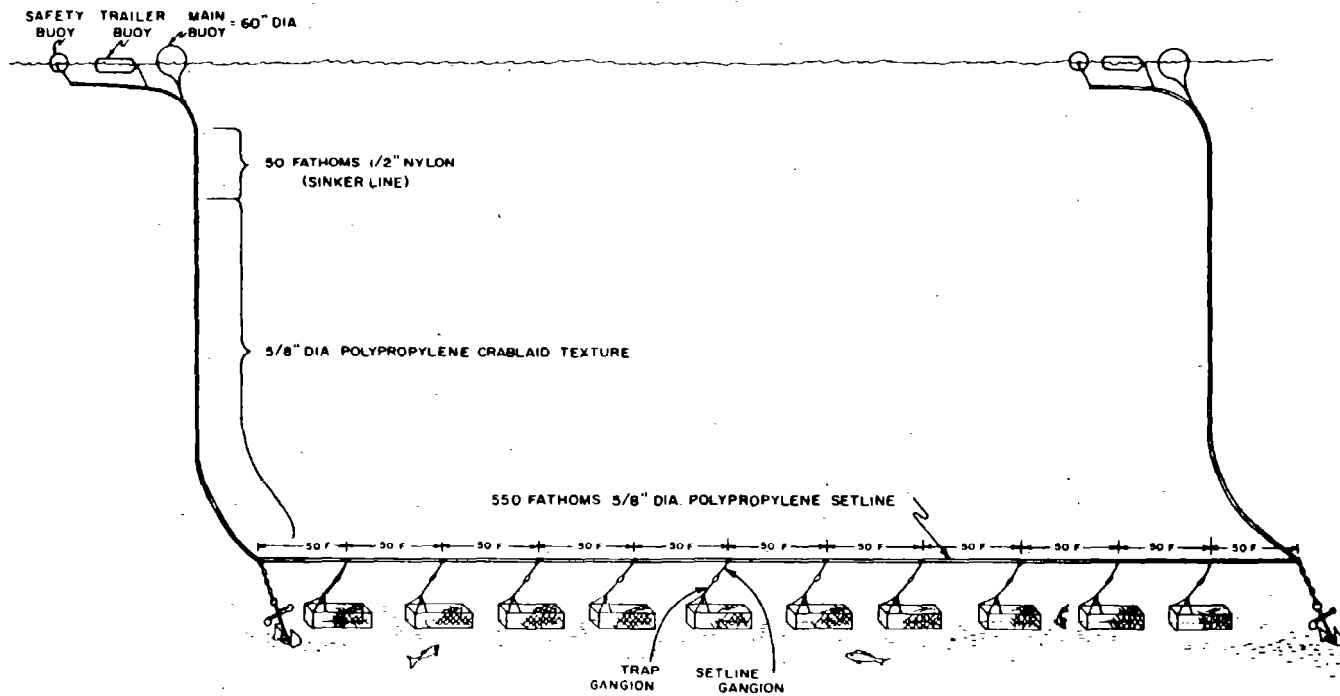 SAFETY BUOY
TRAILER BUOY
MAIN BUOY = 60" DIA
50 FATHOMS 1/2" NYLON
(SINKER LINE)
5/8" DIA POLYPROPYLENE CRABLAID TEXTURE
550 FATHOMS 5/8" DIA. POLYPROPYLENE SETLINE
50 F 50 F 50 F 50 F 50 F 50 F 50 F 50 F 50 F 50 F 50 F
TRAP GANGION
SETLINE GANGION